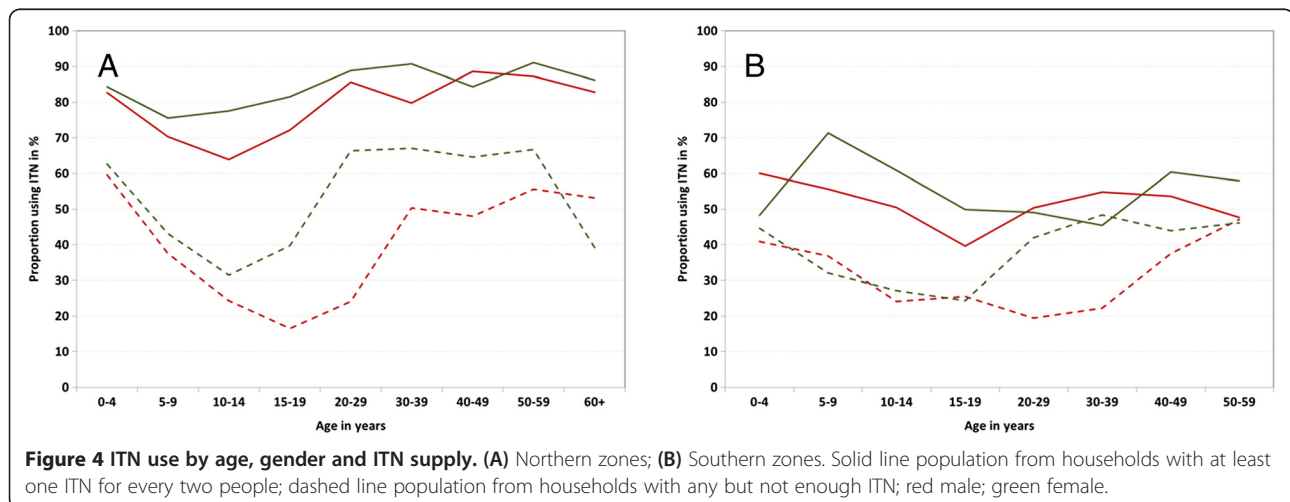 A
Proportion using ITN in %
100
90
80
70
60
50
40
30
20
10
0
0-4 5-9 10-14 15-19 20-29 30-39 40-49 50-59 60+
Age in years
B
Proportion using ITN in %
100
90
80
70
60
50
40
30
20
10
0
0-4 5-9 10-14 15-19 20-29 30-39 40-49 50-59
Age in years
Figure 4 ITN use by age, gender and ITN supply. (A) Northern zones; (B) Southern zones. Solid line population from households with at least
one ITN for every two people; dashed line population from households with any but not enough ITN; red male; green female.